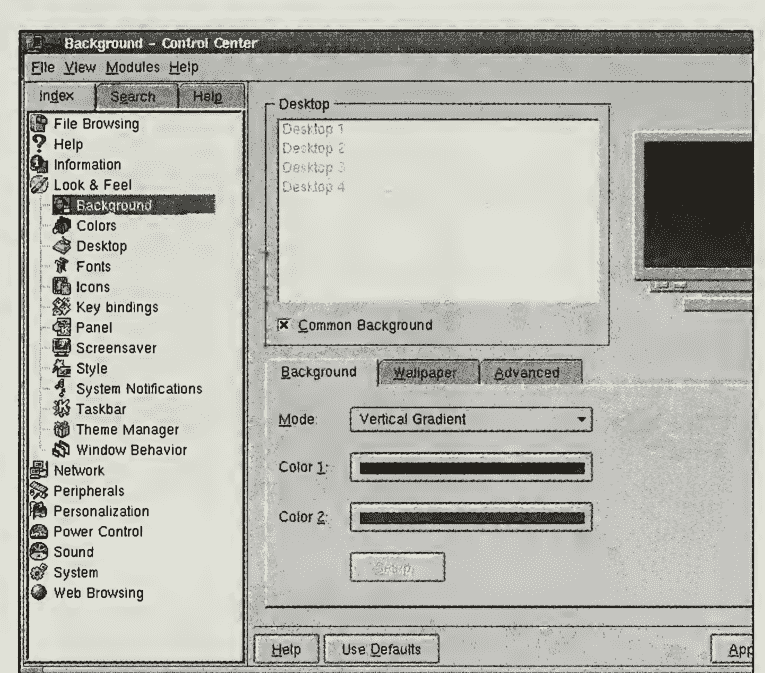 Background - Control Center
File View Modules Help
Index Search Help
File Browsing
Help
Information
Look & Feel
Background
Colors
Desktop
Fonts
Icons
Key bindings
Panel
Screensaver
Style
System Notifications
Taskbar
Theme Manager
Window Behavior
Network
Peripherals
Personalization
Power Control
Sound
System
Web Browsing
Desktop
Desktop 1
Desktop 2
Desktop 3
Desktop 4
Common Background
Background Wallpaper Advanced
Mode: Vertical Gradient
Color 1:
Color 2:
Setup
Help Use Defaults App